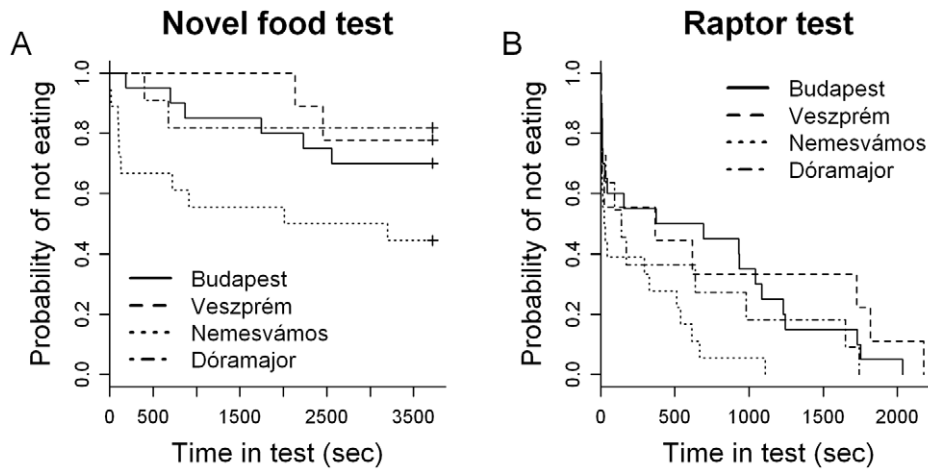 A
Novel food test
Probability of not eating
1.0
0.8
0.6
0.4
0.2
0.0
Budapest
Veszprém
Nemesvámos
Dóramajor
0 500 1500 2500 3500
Time in test (sec)
B
Raptor test
Probability of not eating
1.0
0.8
0.6
0.4
0.2
0.0
Budapest
Veszprém
Nemesvámos
Dóramajor
0 500 1000 1500 2000
Time in test (sec)